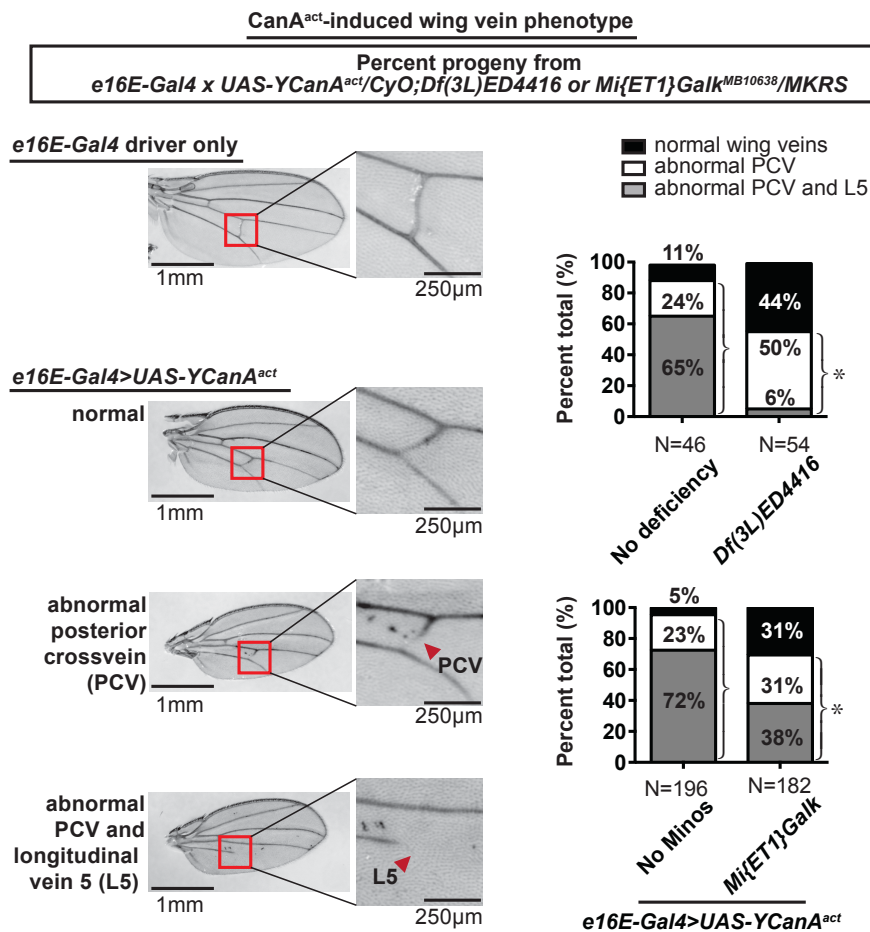 CanAact-induced wing vein phenotype
Percent progeny from
e16E-Gal4 x UAS-YCanAact/CyO;Df(3L)ED4416 or Mi{ET1}GalkMB10638/MKRS
e16E-Gal4 driver only
1mm
250µm
e16E-Gal4>UAS-YCanAact
normal
1mm
250µm
abnormal
posterior
crossvein
(PCV)
PCV
1mm
250µm
abnormal
PCV and
longitudinal
vein 5 (L5)
L5
1mm
250µm
normal wing veins
abnormal PCV
abnormal PCV and L5
Percent total (%)
100
80
60
40
20
0
11%
24%
65%
44%
50%
6%
*
N=46
N=54
No deficiency
Df(3L)ED4416
Percent total (%)
100
80
60
40
20
0
5%
23%
72%
31%
31%
38%
*
N=196
N=182
No Minos
Mi{ET1}Galk
e16E-Gal4>UAS-YCanAact